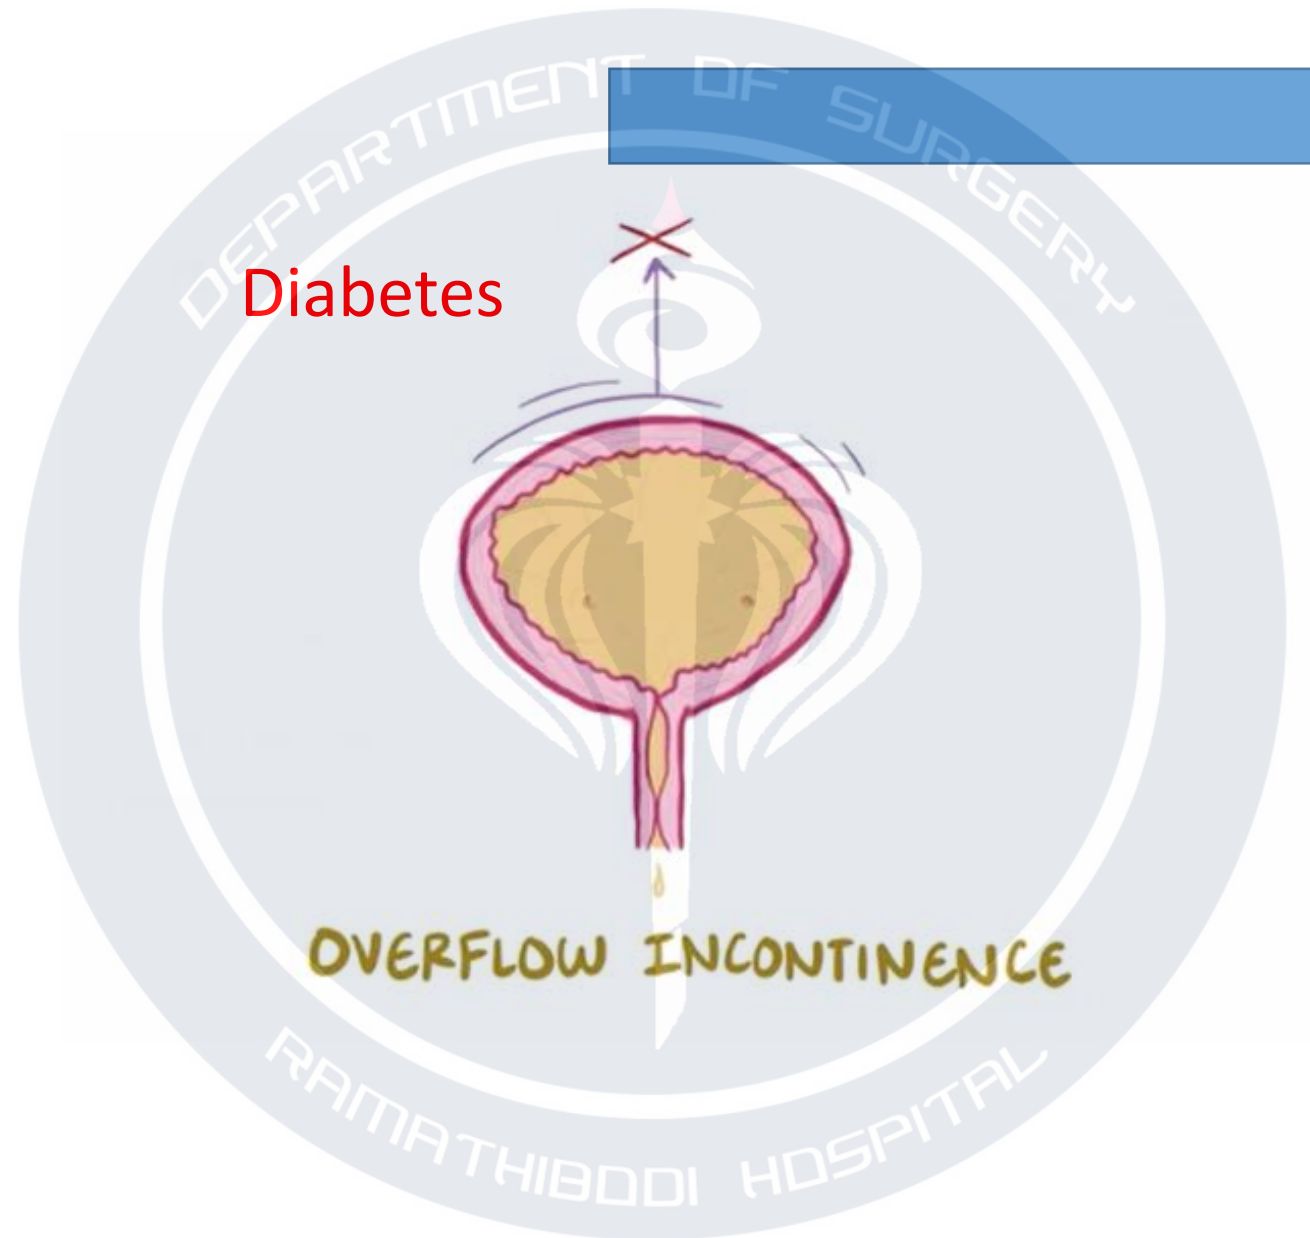 DEPARTMENT OF SURGERY
Diabetes
OVERFLOW INCONTINENCE
RAMATHIBODI HOSPITAL